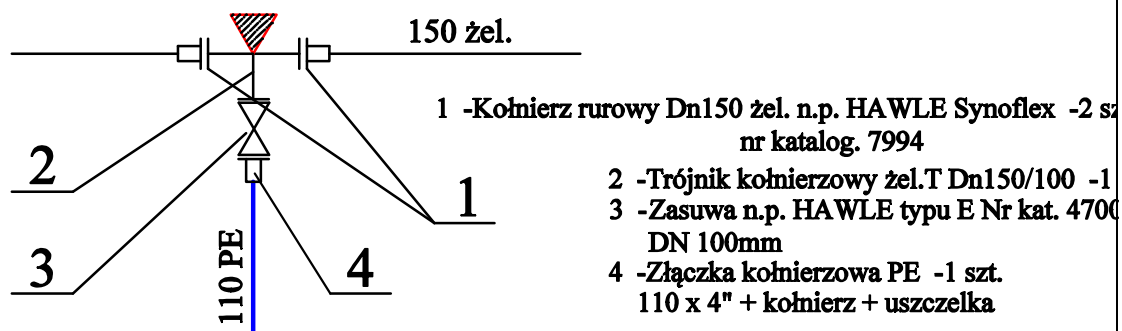 150 żel.
1 -Kołnierz rurowy Dn150 żel. n.p. HAWLE Synoflex -2 sz
nr katalog. 7994
2 -Trójnik kołnierzowy żel.T Dn150/100 -1
3 -Zasuwa n.p. HAWLE typu E Nr kat. 4700
DN 100mm
4 -Złączka kołnierzowa PE -1 szt.
110 x 4" + kołnierz + uszczelka
2
1
3
4
110 PE